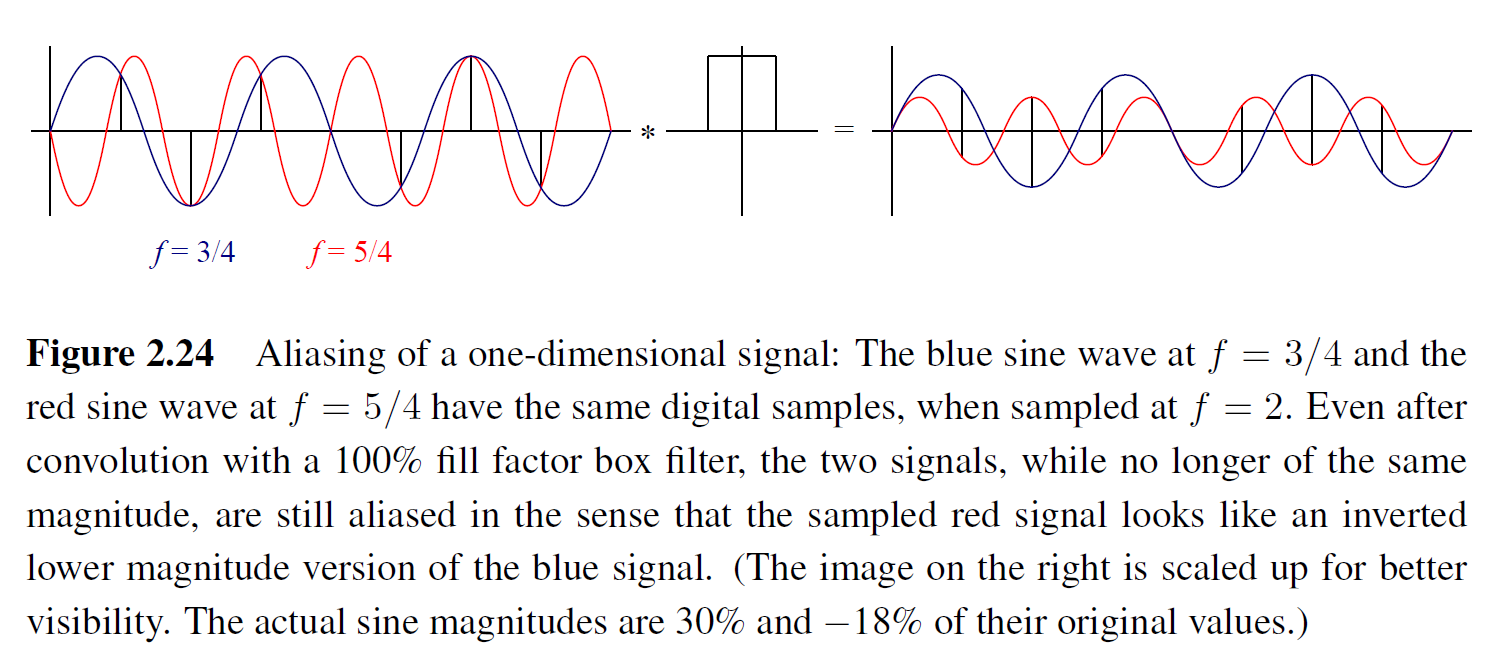 * =
f = 3/4 f = 5/4
Figure 2.24 Aliasing of a one-dimensional signal: The blue sine wave at f = 3/4 and the
red sine wave at f = 5/4 have the same digital samples, when sampled at f = 2. Even after
convolution with a 100% fill factor box filter, the two signals, while no longer of the same
magnitude, are still aliased in the sense that the sampled red signal looks like an inverted
lower magnitude version of the blue signal. (The image on the right is scaled up for better
visibility. The actual sine magnitudes are 30% and −18% of their original values.)